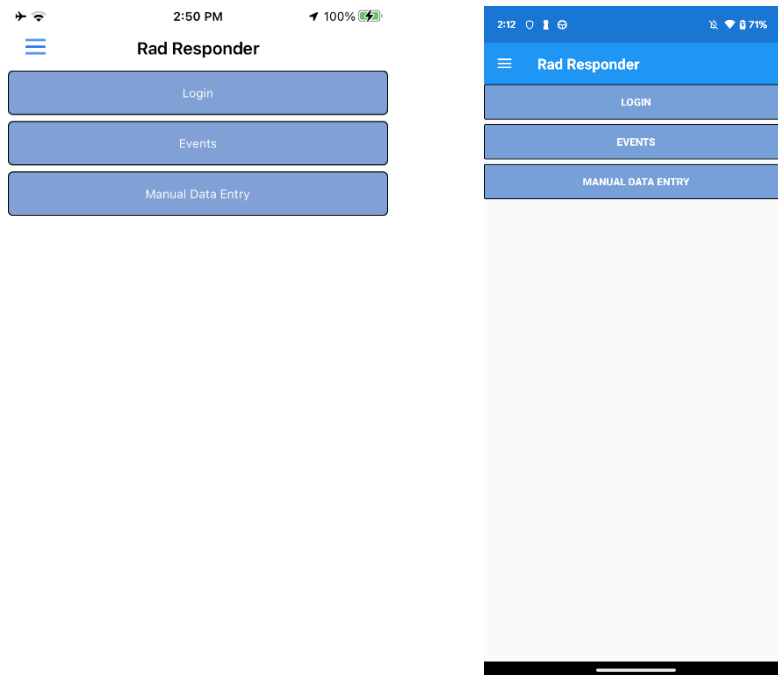 2:50 PM
100%
Rad Responder
Login
Events
Manual Data Entry
2:12
71%
Rad Responder
LOGIN
EVENTS
MANUAL DATA ENTRY